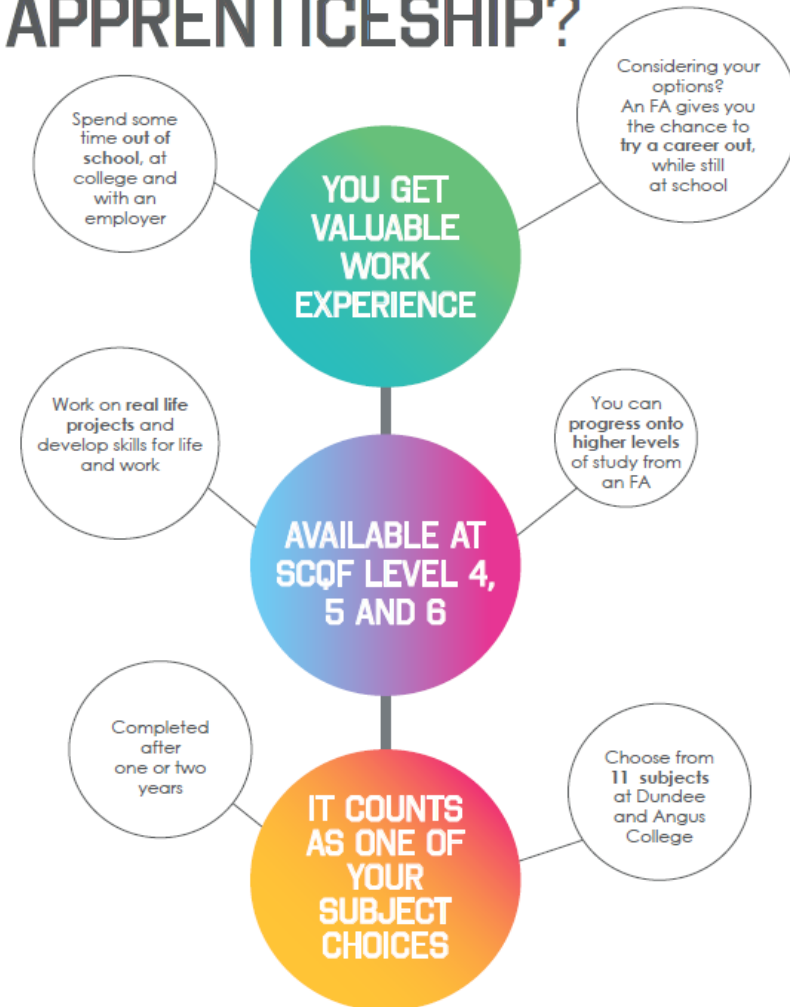 APPRENTICESHIP?
Spend some
time out of
school, at
college and
with an
employer
Considering your
options?
An FA gives you
the chance to
try a career out,
while still
at school
YOU GET
VALUABLE
WORK
EXPERIENCE
Work on real life
projects and
develop skills for life
and work
You can
progress onto
higher levels
of study from
an FA
AVAILABLE AT
SCQF LEVEL 4,
5 AND 6
Completed
after
one or two
years
Choose from
11 subjects
at Dundee
and Angus
College
IT COUNTS
AS ONE OF
YOUR
SUBJECT
CHOICES